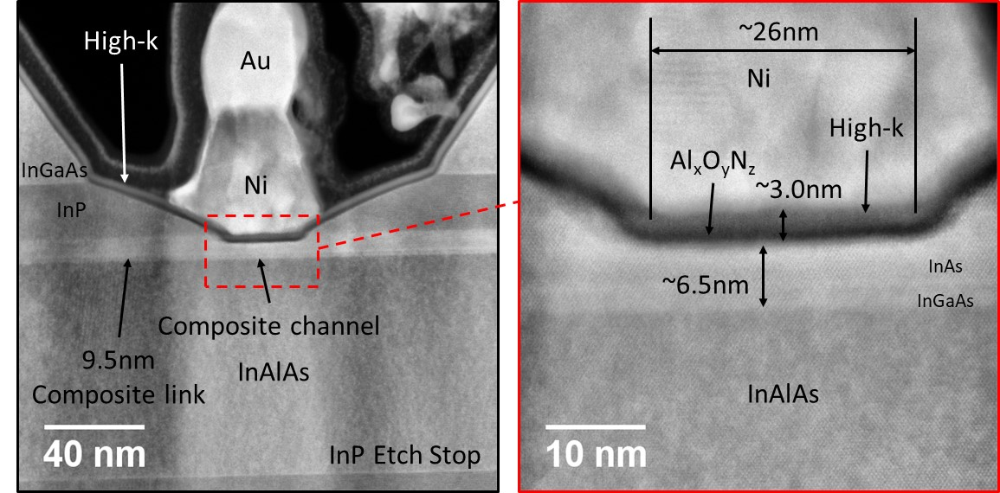 High-k
Au
InGaAs
InP
Ni
Composite channel
9.5nm
Composite link
InAlAs
40 nm
InP Etch Stop
~26nm
Ni
High-k
AlₓOᵧN_z
~3.0nm
InAs
~6.5nm
InGaAs
InAlAs
10 nm